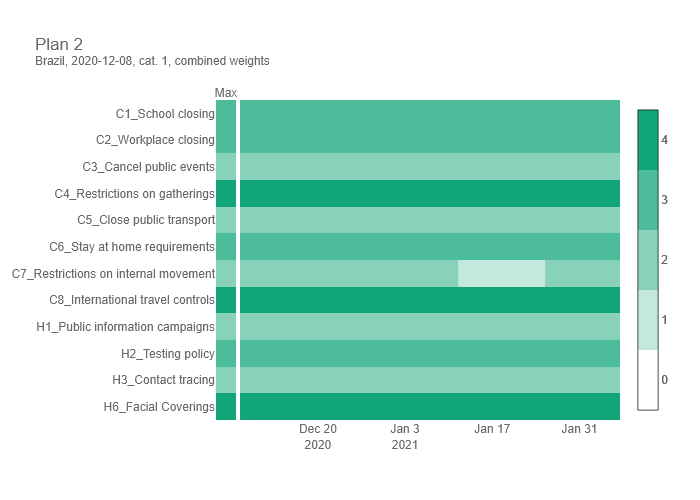 Plan 2
Brazil, 2020-12-08, cat. 1, combined weights
Max
C1_School closing
C2_Workplace closing
C3_Cancel public events
C4_Restrictions on gatherings
C5_Close public transport
C6_Stay at home requirements
C7_Restrictions on internal movement
C8_International travel controls
H1_Public information campaigns
H2_Testing policy
H3_Contact tracing
H6_Facial Coverings
Dec 20 Jan 3 Jan 17 Jan 31
2020 2021
4
3
2
1
0